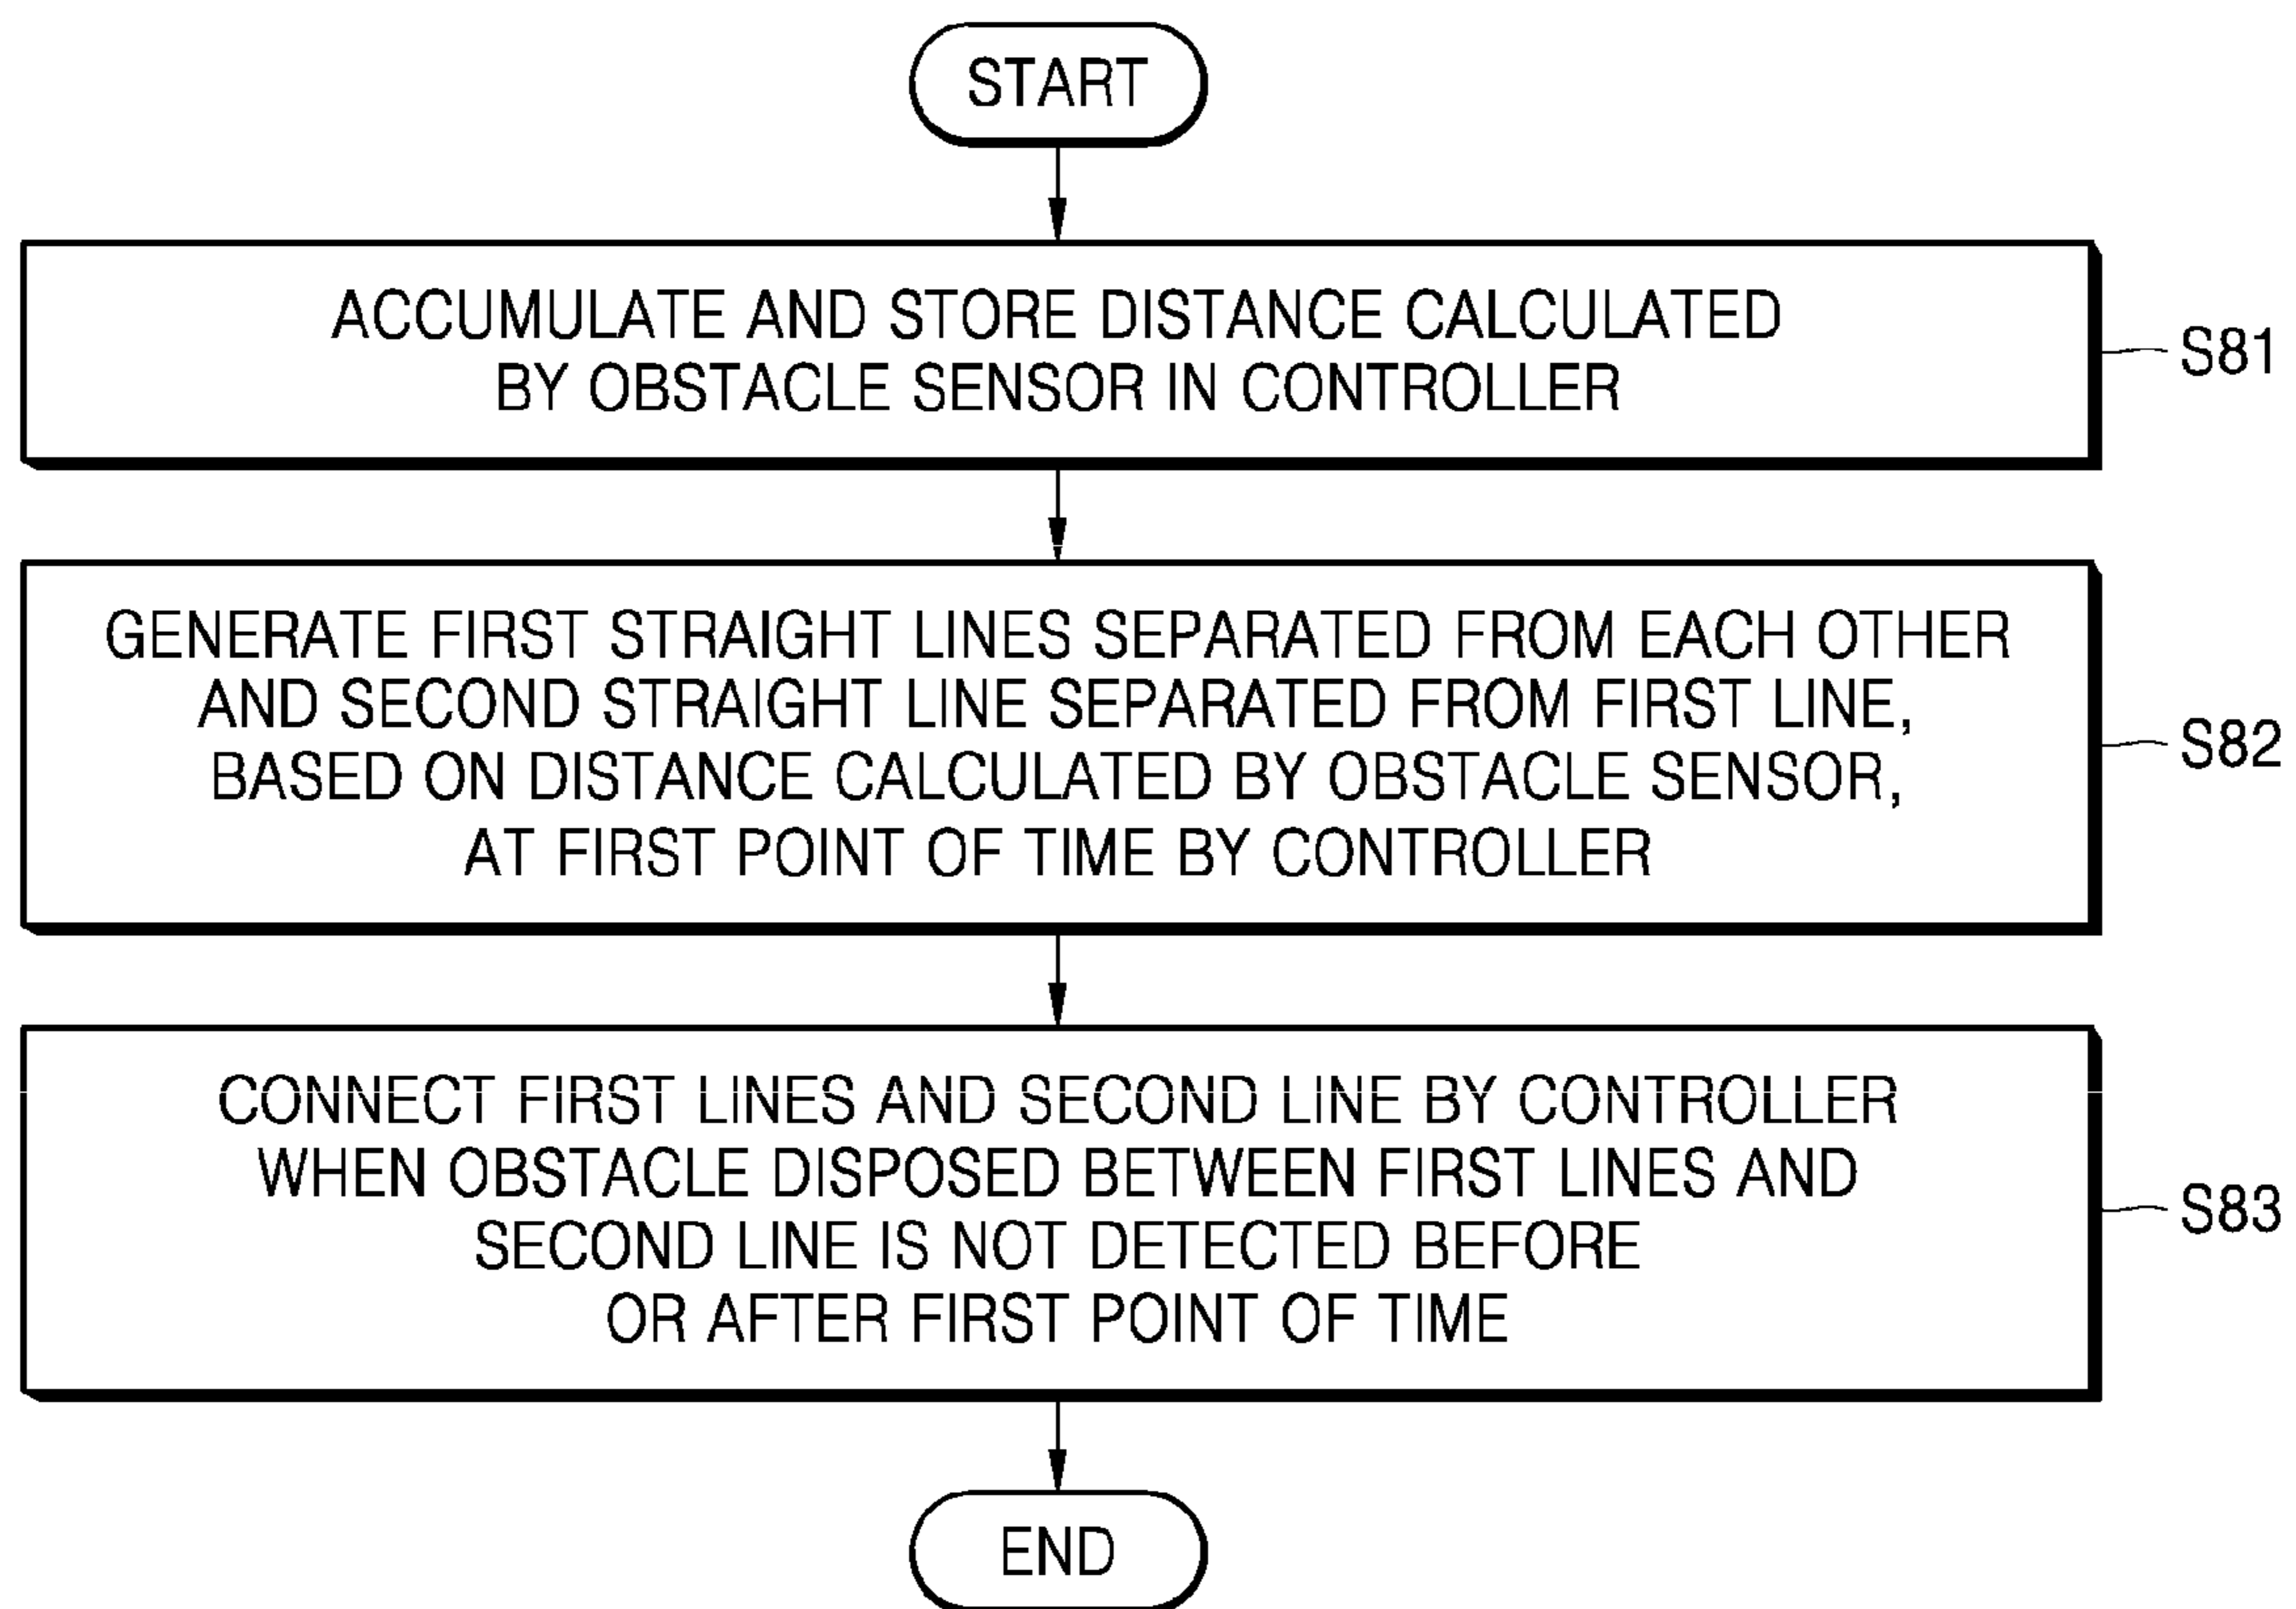 START
ACCUMULATE AND STORE DISTANCE CALCULATED
BY OBSTACLE SENSOR IN CONTROLLER
S81
GENERATE FIRST STRAIGHT LINES SEPARATED FROM EACH OTHER
AND SECOND STRAIGHT LINE SEPARATED FROM FIRST LINE,
BASED ON DISTANCE CALCULATED BY OBSTACLE SENSOR,
AT FIRST POINT OF TIME BY CONTROLLER
S82
CONNECT FIRST LINES AND SECOND LINE BY CONTROLLER
WHEN OBSTACLE DISPOSED BETWEEN FIRST LINES AND
SECOND LINE IS NOT DETECTED BEFORE
OR AFTER FIRST POINT OF TIME
S83
END